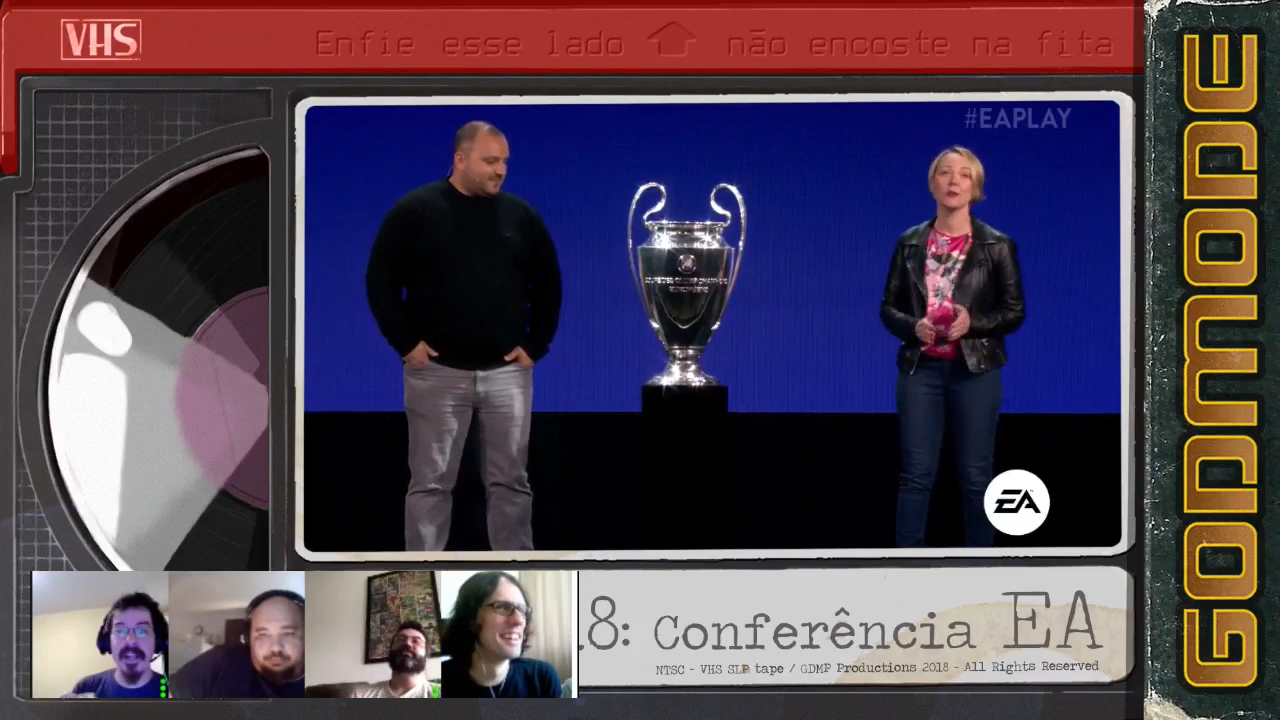 VHS
Enfie esse lado não encoste na fita
#EAPLAY
EA
8: Conferência EA
NTSC - VHS SLP tape / GDMP Productions 2018 - All Rights Reserved
GODMODE